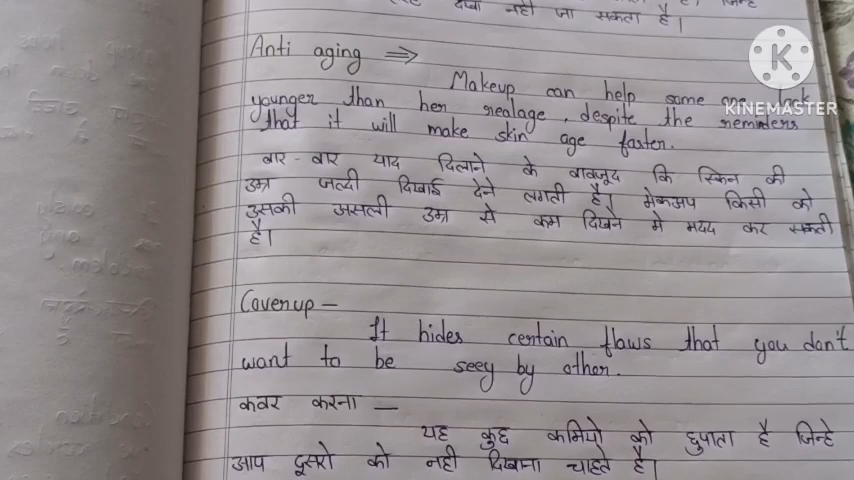 देखा नही जा सकता है।
Anti aging ⇒
Makeup can help some one
younger than her realage, despite the reminders
that it will make skin age faster.
बार - बार याद दिलाने के बावजूद कि स्किन की
उम्र जल्दी दिखाई देने लगती है। मेकअप किसी को
उसकी असली उम्र से कम दिखने मे मदद कर सकती
है।
Coverup –
It hides certain flaws that you don't
want to be seey by other.
कवर करना –
यह कुछ कमियो को छुपाता है जिन्हे
आप दूसरो को नही दिखाना चाहते है।
K
KINEMASTER